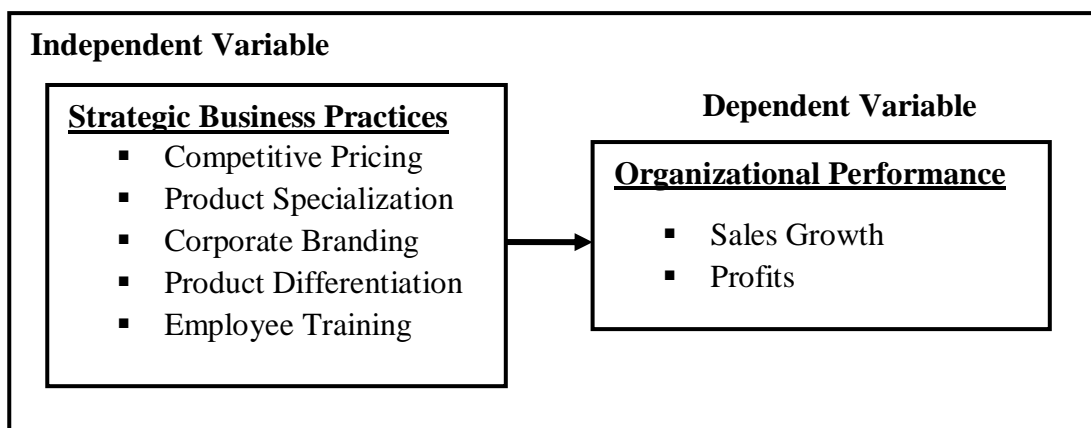 Independent Variable
Strategic Business Practices
▪ Competitive Pricing
▪ Product Specialization
▪ Corporate Branding
▪ Product Differentiation
▪ Employee Training
Dependent Variable
Organizational Performance
▪ Sales Growth
▪ Profits